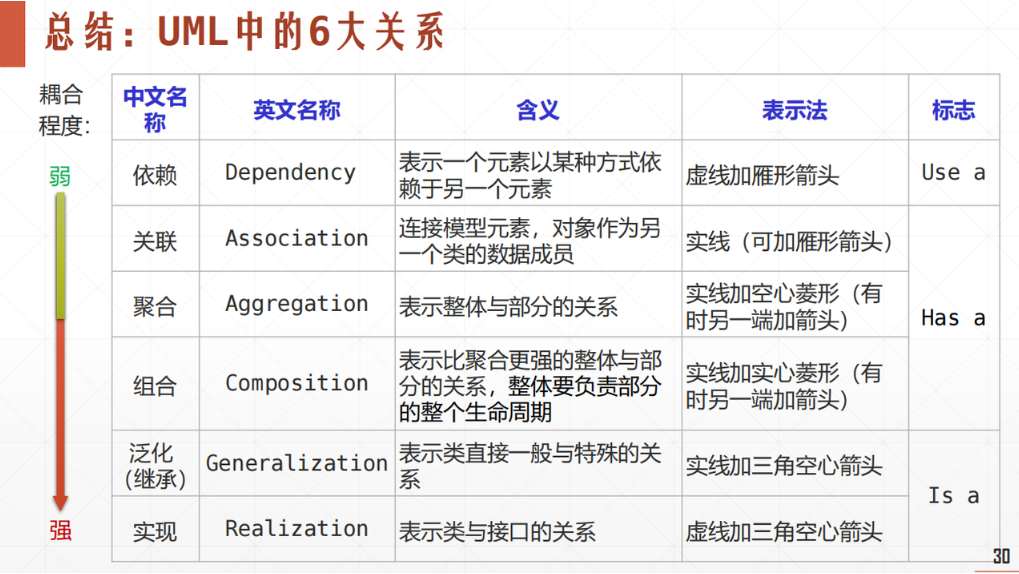 总结：UML中的6大关系
耦合
程度：
弱
强
中文名
称
英文名称
含义
表示法
标志
依赖
Dependency
表示一个元素以某种方式依
赖于另一个元素
虚线加雁形箭头
Use a
关联
Association
连接模型元素，对象作为另
一个类的数据成员
实线（可加雁形箭头）
聚合
Aggregation
表示整体与部分的关系
实线加空心菱形（有
时另一端加箭头）
Has a
组合
Composition
表示比聚合更强的整体与部
分的关系，整体要负责部分
的整个生命周期
实线加实心菱形（有
时另一端加箭头）
泛化
（继承）
Generalization
表示类直接一般与特殊的关
系
实线加三角空心箭头
Is a
实现
Realization
表示类与接口的关系
虚线加三角空心箭头
30